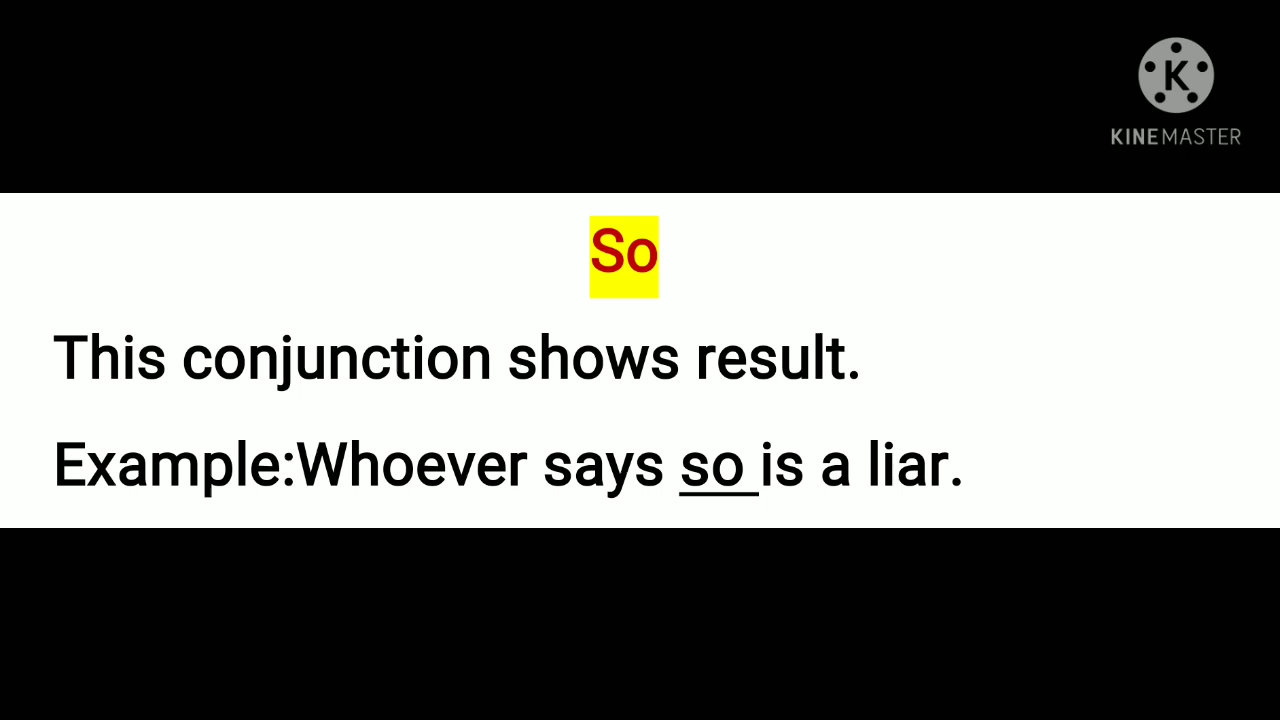 K
KINEMASTER
So
This conjunction shows result.
Example:Whoever says so is a liar.